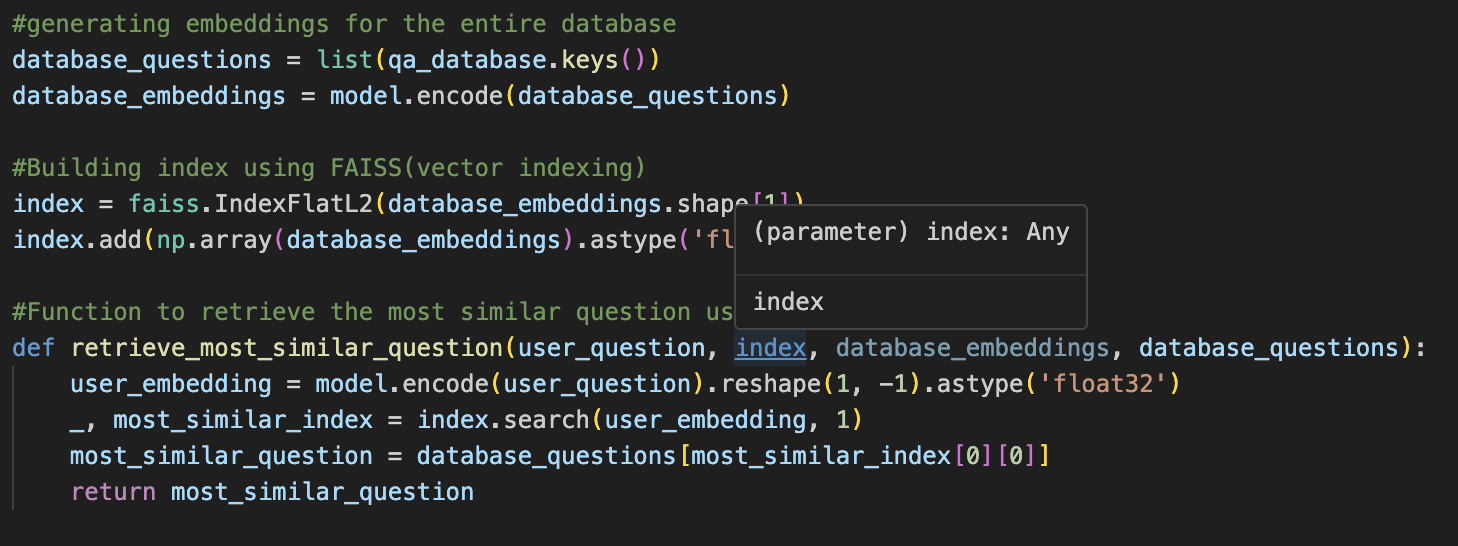 #generating embeddings for the entire database
database_questions = list(qa_database.keys())
database_embeddings = model.encode(database_questions)
#Building index using FAISS(vector indexing)
index = faiss.IndexFlatL2(database_embeddings.shape[1])
index.add(np.array(database_embeddings).astype('fl
(parameter) index: Any
index
#Function to retrieve the most similar question us
def retrieve_most_similar_question(user_question, index, database_embeddings, database_questions):
    user_embedding = model.encode(user_question).reshape(1, -1).astype('float32')
    _, most_similar_index = index.search(user_embedding, 1)
    most_similar_question = database_questions[most_similar_index[0][0]]
    return most_similar_question